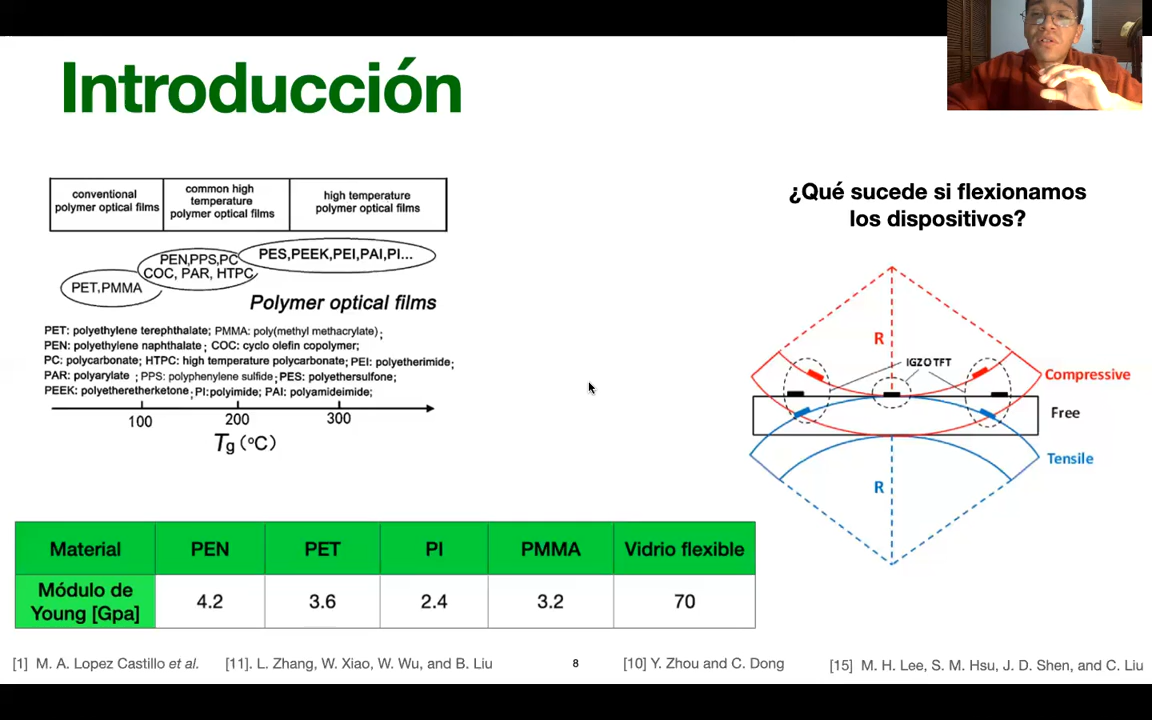 Introducción
conventional
polymer optical films
common high
temperature
polymer optical films
high temperature
polymer optical films
PET,PMMA
PEN,PPS,PC
COC, PAR, HTPC
PES,PEEK,PEI,PAI,PI...
Polymer optical films
PET: polyethylene terephthalate; PMMA: poly(methyl methacrylate);
PEN: polyethylene naphthalate; COC: cyclo olefin copolymer;
PC: polycarbonate; HTPC: high temperature polycarbonate; PEI: polyetherimide;
PAR: polyarylate ; PPS: polyphenylene sulfide; PES: polyethersulfone;
PEEK: polyetheretherketone; PI:polyimide; PAI: polyamideimide;
100 200 300
Tg (°C)
¿Qué sucede si flexionamos
los dispositivos?
R
IGZO TFT
Compressive
Free
Tensile
R
Material PEN PET PI PMMA Vidrio flexible
Módulo de
Young [Gpa] 4.2 3.6 2.4 3.2 70
[1] M. A. Lopez Castillo et al. [11]. L. Zhang, W. Xiao, W. Wu, and B. Liu 8 [10] Y. Zhou and C. Dong [15] M. H. Lee, S. M. Hsu, J. D. Shen, and C. Liu